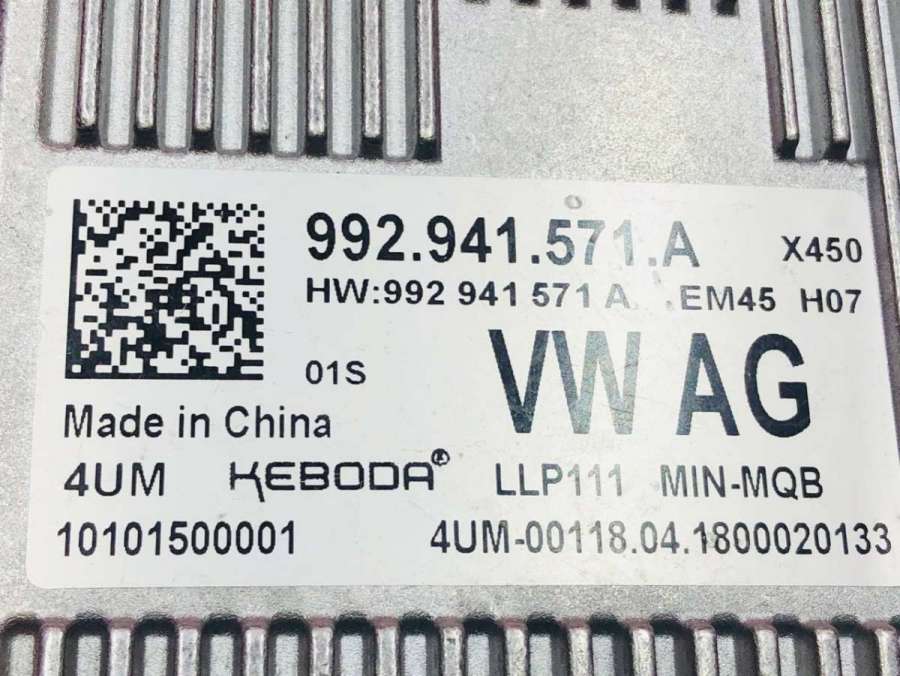 992.941.571.A X450
HW:992 941 571 A .EM45 H07
01S VW AG
Made in China
4UM KEBODA® LLP111 MIN-MQB
10101500001 4UM-00118.04.1800020133